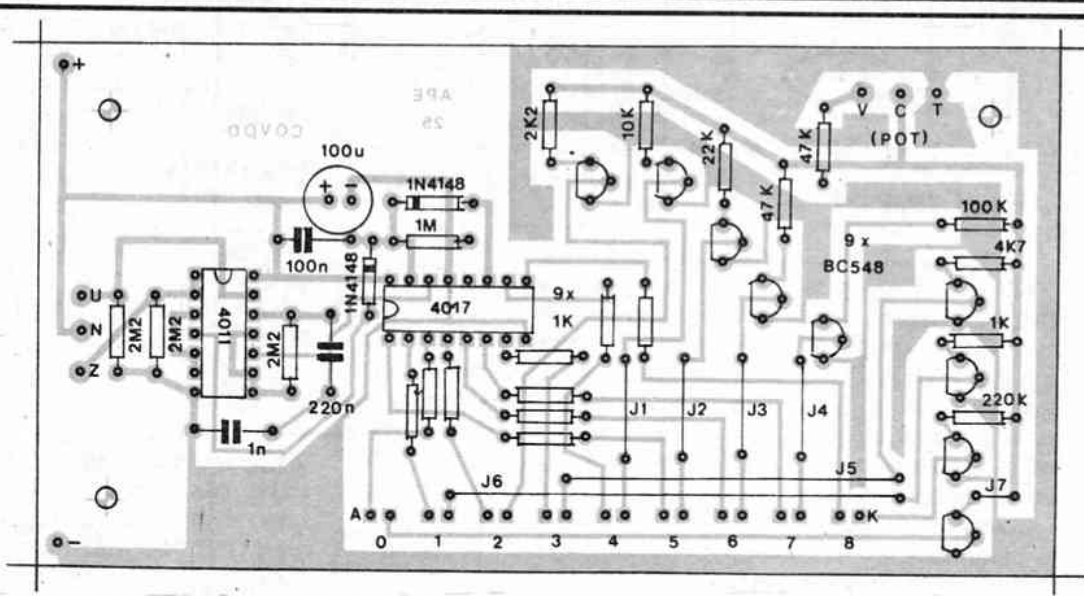 +
APE
25
COVDO
100u
+ -
1N4148
1M
100n
1N4148
2K2
10K
22K
47K
47K
V C T
(POT)
100K
4K7
9x
BC548
1K
220K
U
N
Z
2M2
2M2
4011
2M2
220n
1n
4017
9x
1K
J1
J2
J3
J4
J5
J6
J7
A
K
0 1 2 3 4 5 6 7 8
-